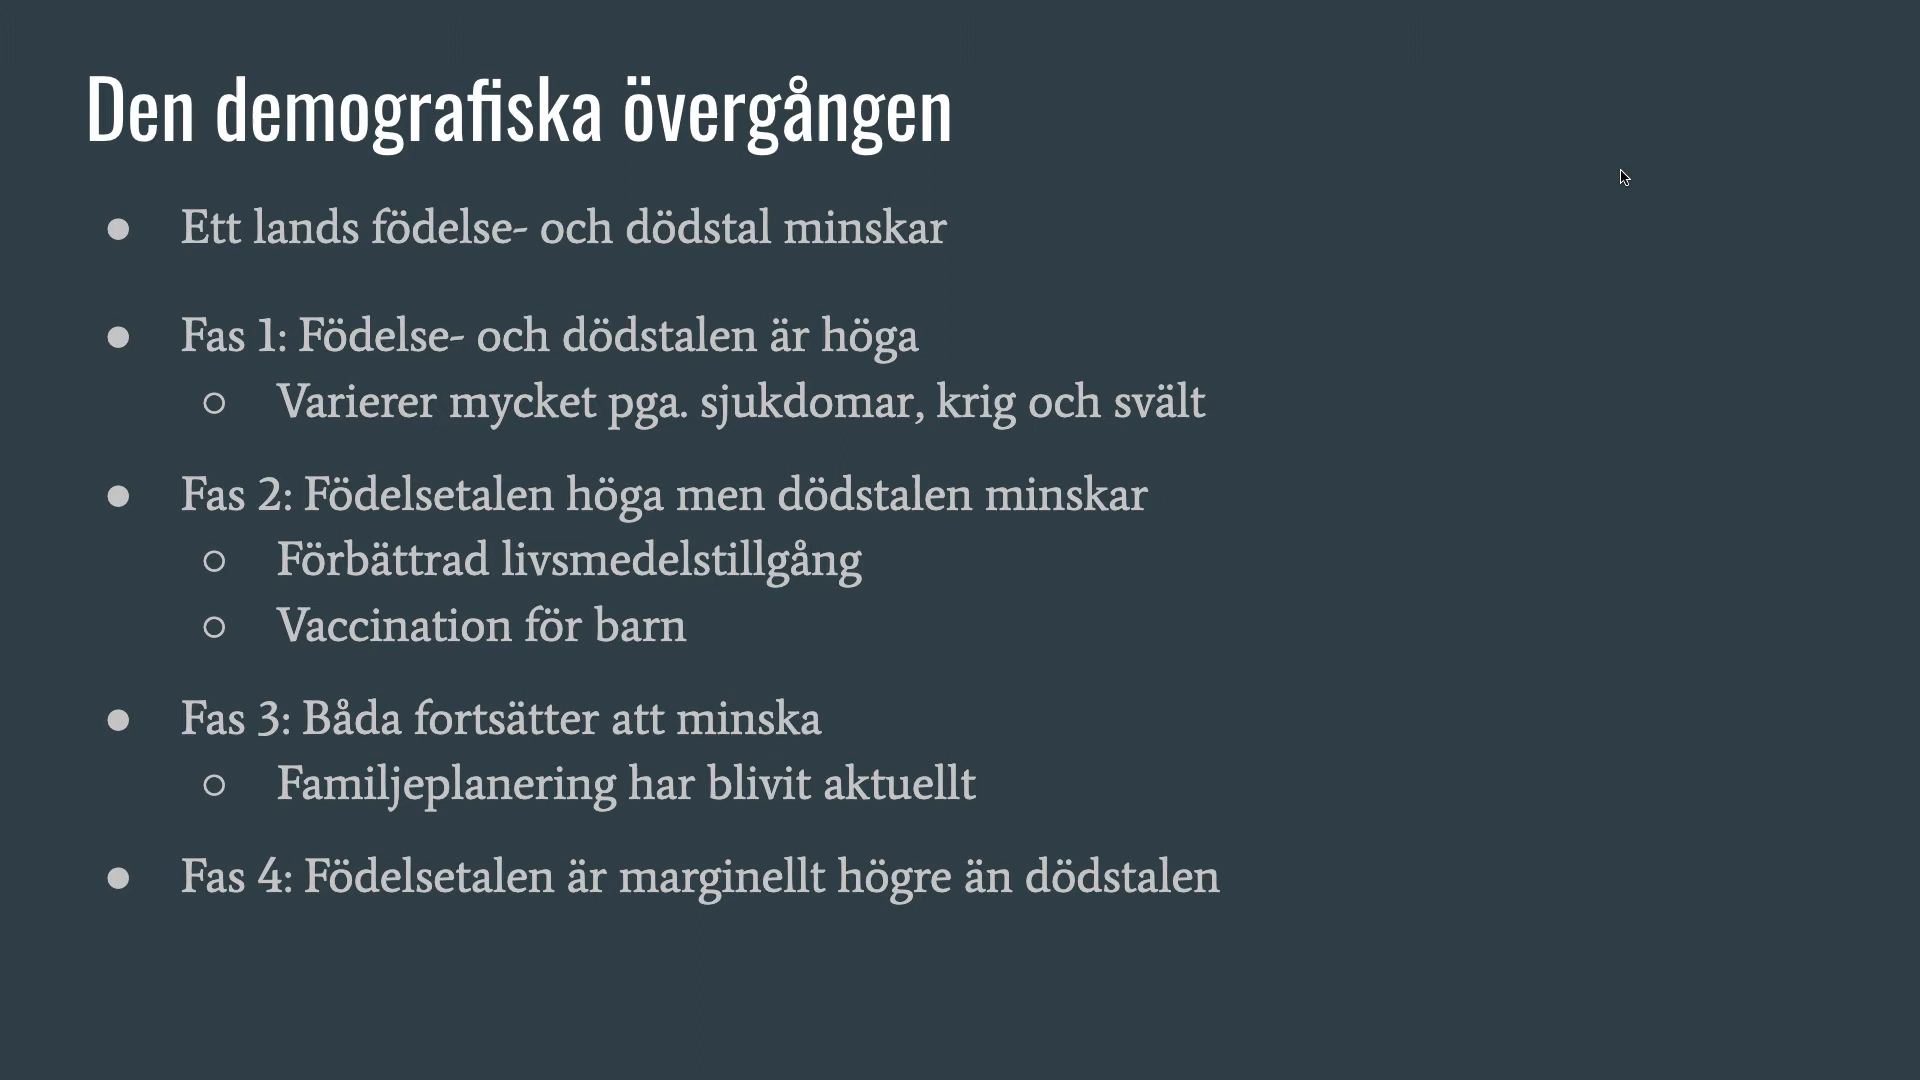 Den demografiska övergången
● Ett lands födelse- och dödstal minskar
● Fas 1: Födelse- och dödstalen är höga
○ Varierer mycket pga. sjukdomar, krig och svält
● Fas 2: Födelsetalen höga men dödstalen minskar
○ Förbättrad livsmedelstillgång
○ Vaccination för barn
● Fas 3: Båda fortsätter att minska
○ Familjeplanering har blivit aktuellt
● Fas 4: Födelsetalen är marginellt högre än dödstalen